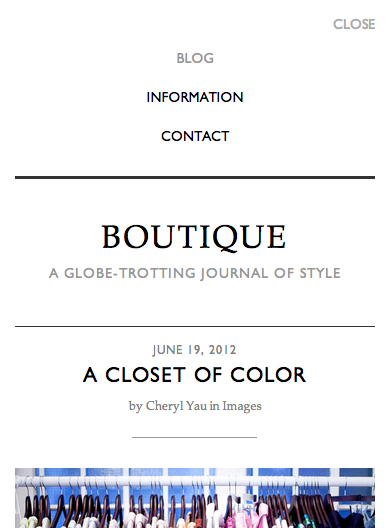 CLOSE
BLOG
INFORMATION
CONTACT
BOUTIQUE
A GLOBE-TROTTING JOURNAL OF STYLE
JUNE 19, 2012
A CLOSET OF COLOR
by Cheryl Yau in Images